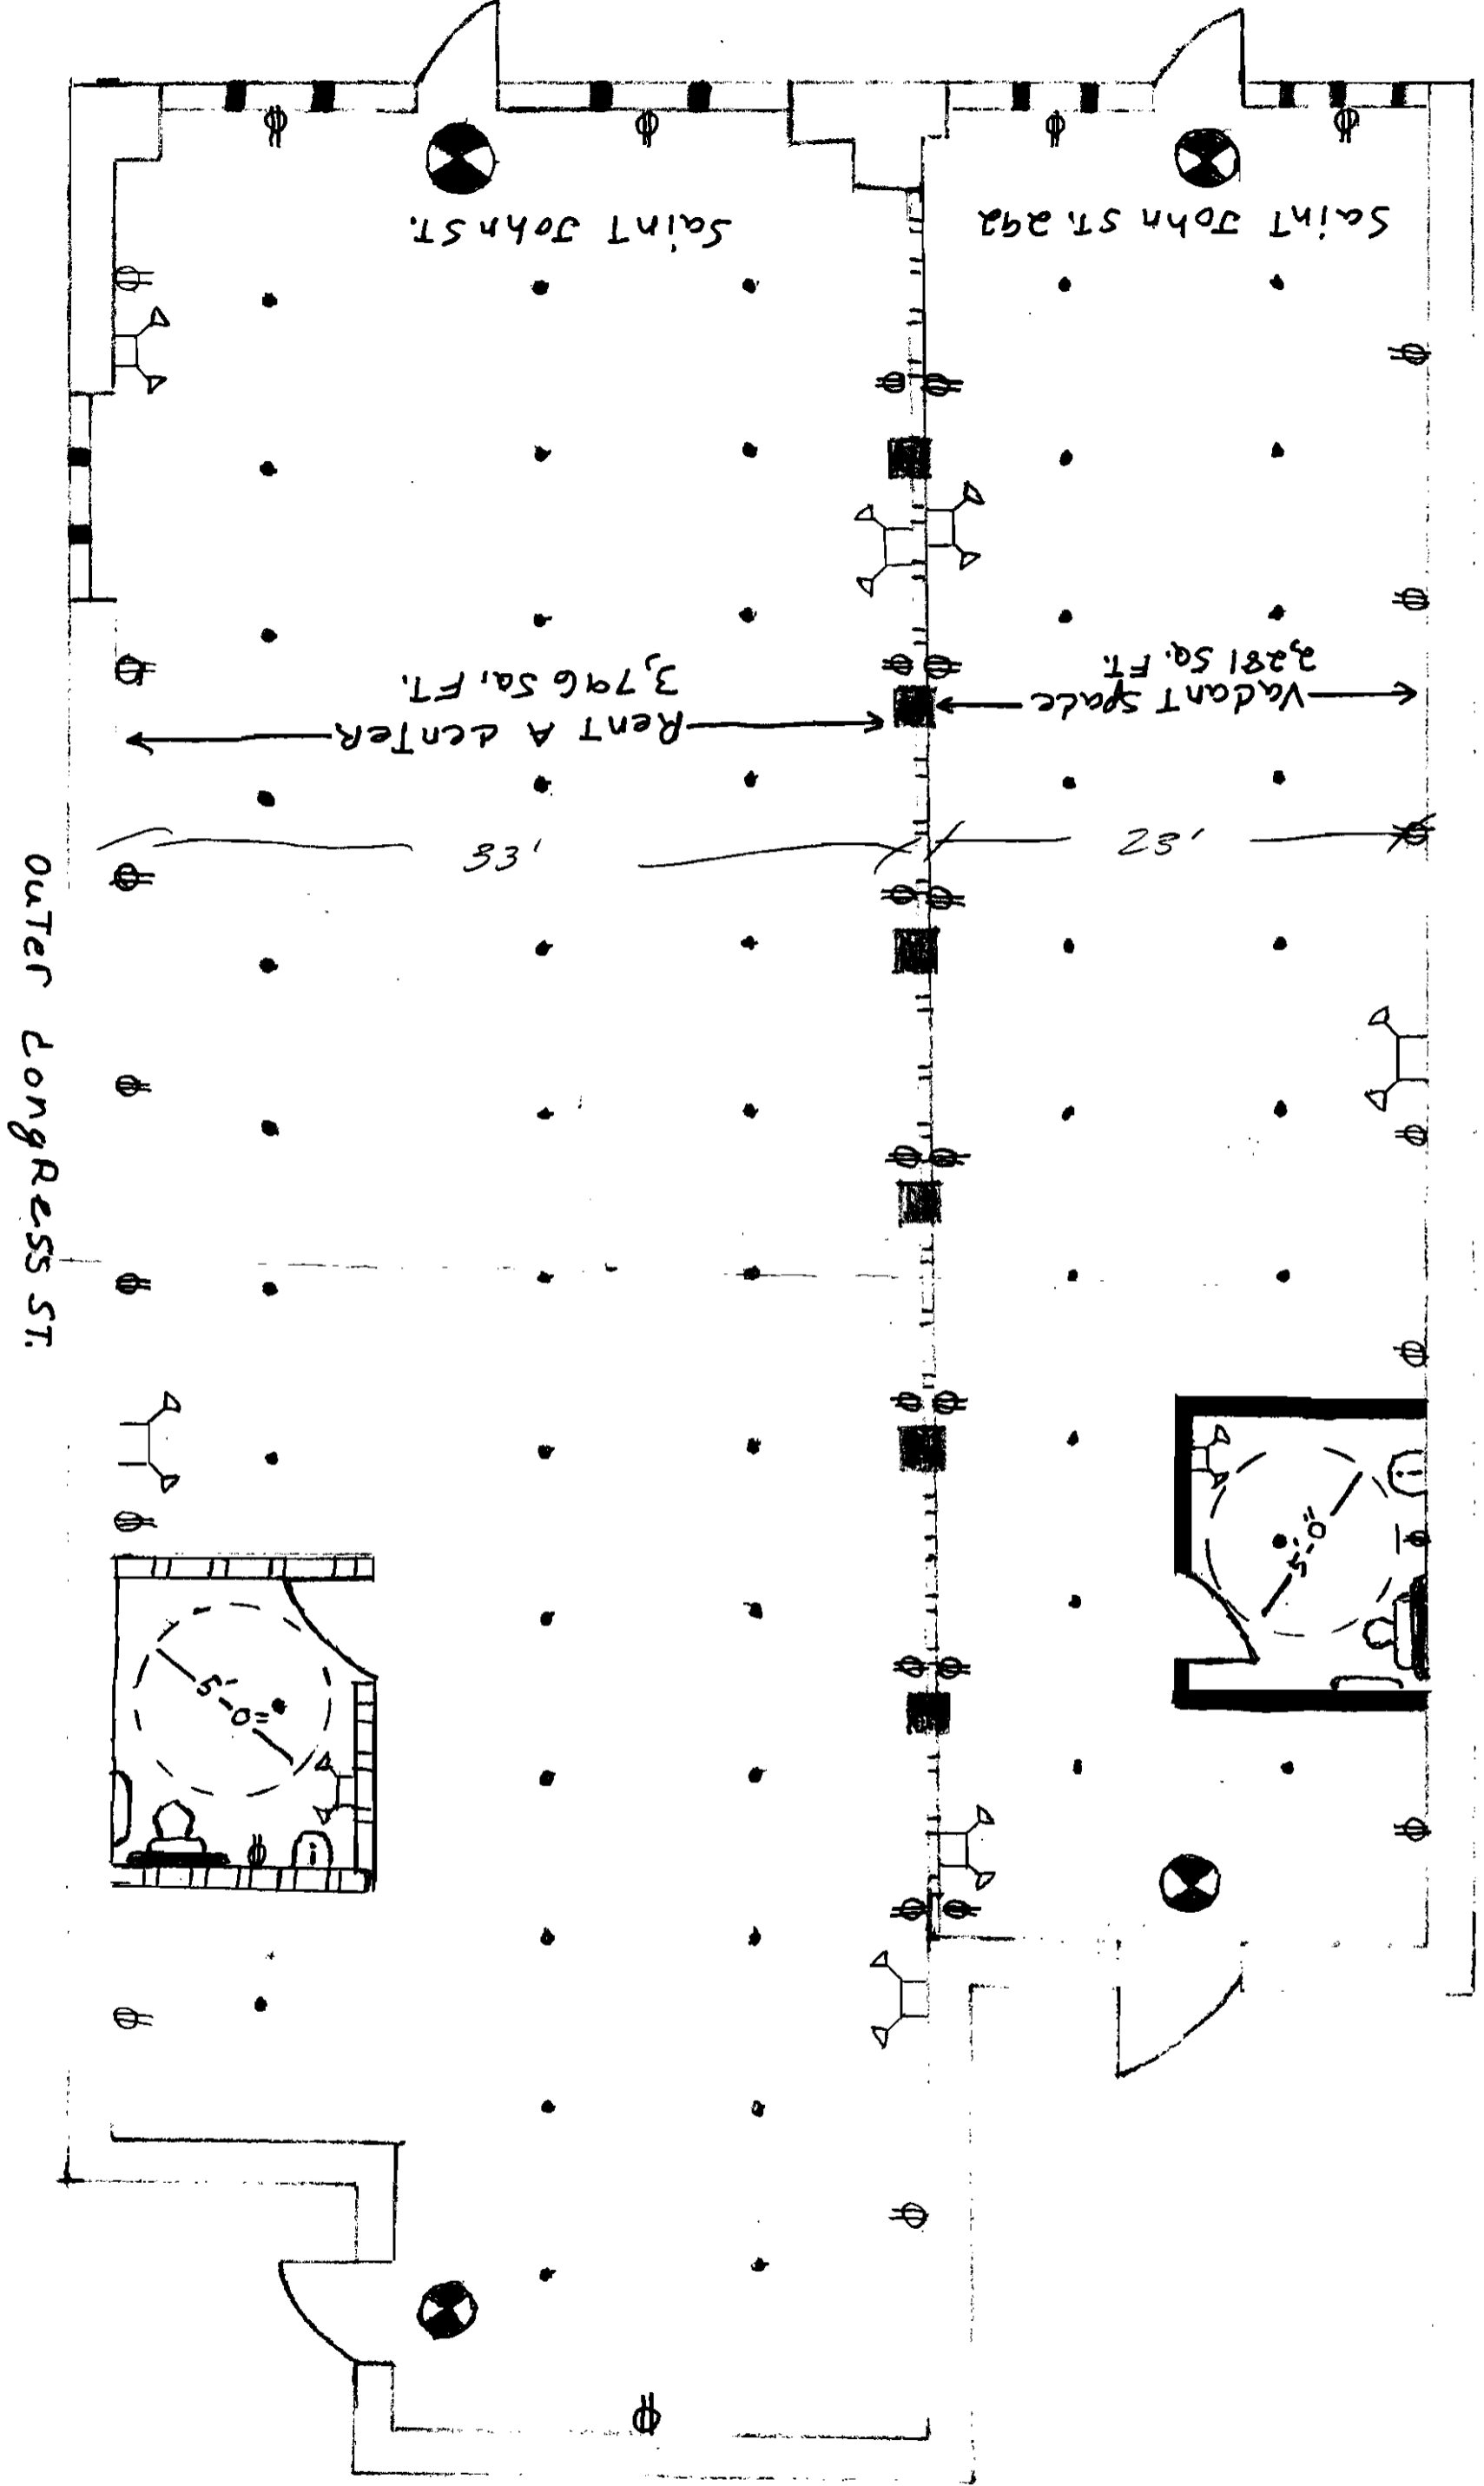 Saint John ST.
Saint John ST. 292
Rent A Center
3,796 SQ. FT.
Vacant Space
2,281 SQ. FT.
33'
23'
Outer Congress ST.
5'-0"
5'-0"